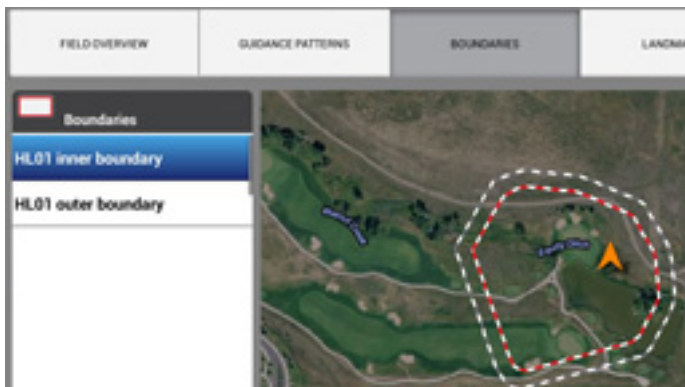 FIELD OVERVIEW
GUIDANCE PATTERNS
BOUNDARIES
Boundaries
HL01 inner boundary
HL01 outer boundary